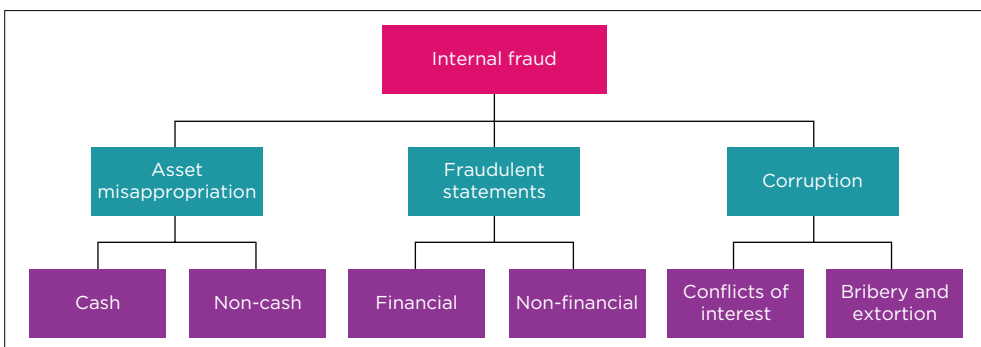 Internal fraud
Asset
misappropriation
Fraudulent
statements
Corruption
Cash
Non-cash
Financial
Non-financial
Conflicts of
interest
Bribery and
extortion